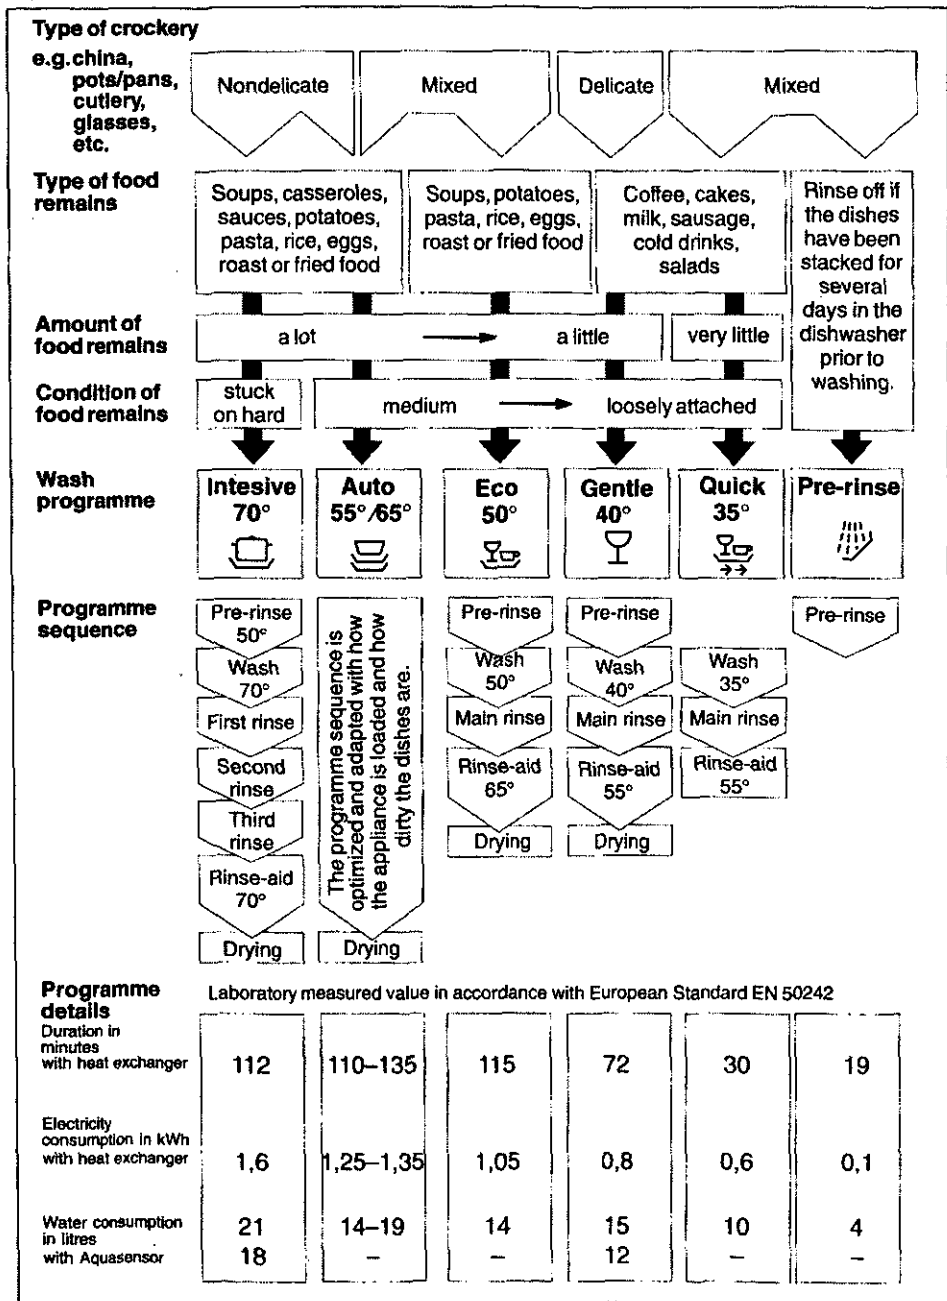 Type of crockery
e.g. china,
pots/pans,
cutlery,
glasses,
etc.
Nondelicate
Mixed
Delicate
Mixed
Type of food
remains
Soups, casseroles,
sauces, potatoes,
pasta, rice, eggs,
roast or fried food
Soups, potatoes,
pasta, rice, eggs,
roast or fried food
Coffee, cakes,
milk, sausage,
cold drinks,
salads
Rinse off if
the dishes
have been
stacked for
several
days in the
dishwasher
prior to
washing.
Amount of
food remains
a lot → a little
very little
Condition of
food remains
stuck
on hard
medium → loosely attached
Wash
programme
Intesive
70°
Auto
55°/65°
Eco
50°
Gentle
40°
Quick
35°
Pre-rinse
Programme
sequence
Pre-rinse
50°
Wash
70°
First rinse
Second
rinse
Third
rinse
Rinse-aid
70°
Drying
The programme sequence is
optimized and adapted with how
the appliance is loaded and how
dirty the dishes are.
Drying
Pre-rinse
Wash
50°
Main rinse
Rinse-aid
65°
Drying
Pre-rinse
Wash
40°
Main rinse
Rinse-aid
55°
Drying
Wash
35°
Main rinse
Rinse-aid
55°
Pre-rinse
Programme
details
Laboratory measured value in accordance with European Standard EN 50242
Duration in
minutes
with heat exchanger 112 110–135 115 72 30 19
Electricity
consumption in kWh
with heat exchanger 1,6 1,25–1,35 1,05 0,8 0,6 0,1
Water consumption 21 14–19 14 15 10 4
in litres
with Aquasensor 18 – – 12 – –